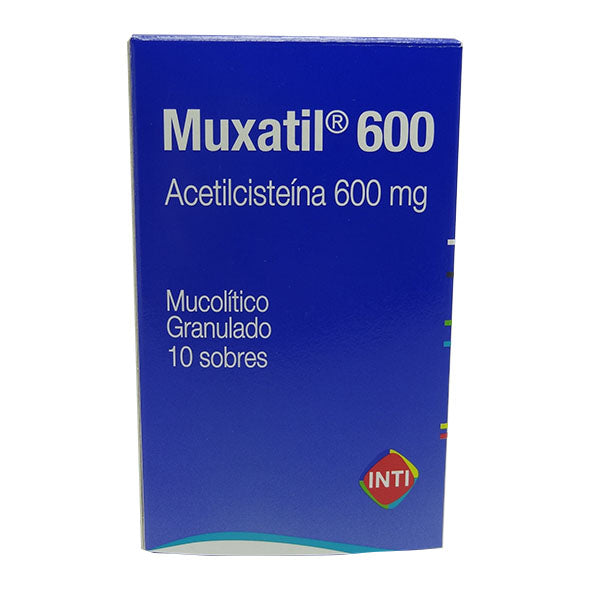 Muxatil® 600
Acetilcisteína 600 mg
Mucolítico
Granulado
10 sobres
INTI